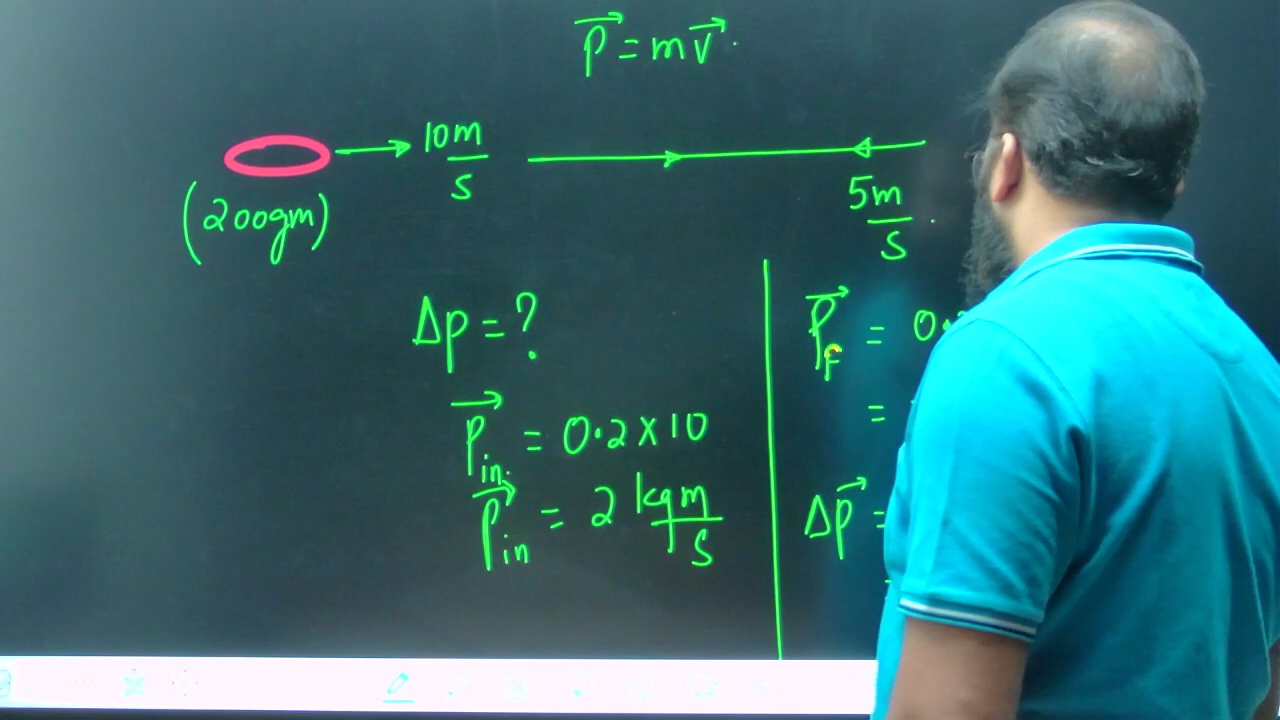 p = mv.
10m/s
(200gm)
5m/s.
Δp = ?
P_in. = 0.2 x 10
P_in = 2 kgm/s
P_F = 0.
=
Δp =